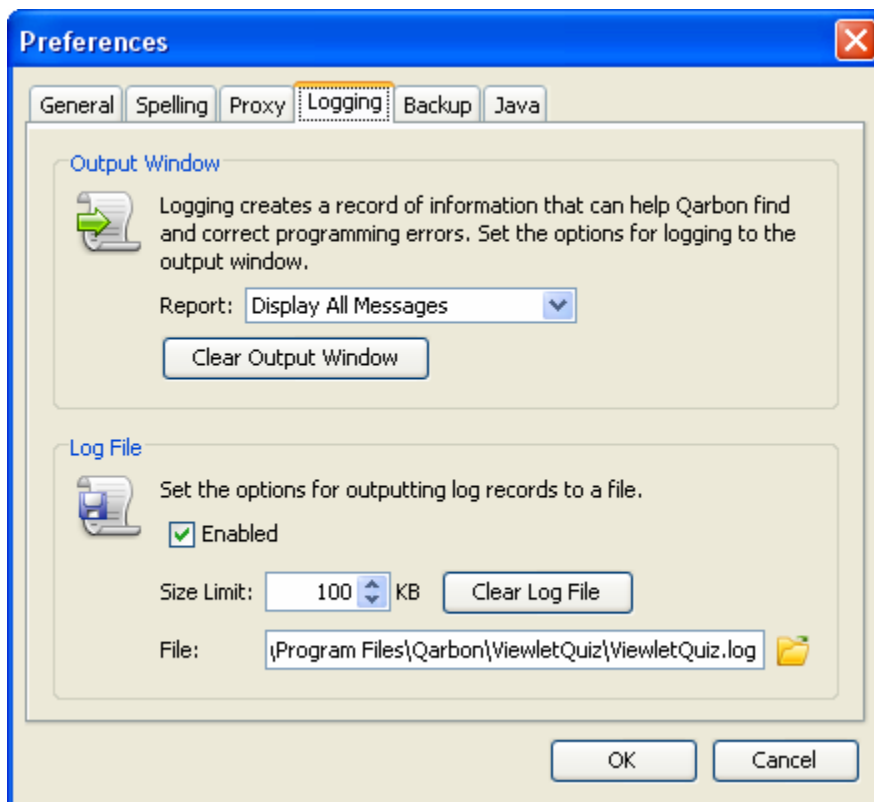 Preferences
General Spelling Proxy Logging Backup Java
Output Window
Logging creates a record of information that can help Qarbon find
and correct programming errors. Set the options for logging to the
output window.
Report: Display All Messages
Clear Output Window
Log File
Set the options for outputting log records to a file.
Enabled
Size Limit: 100 KB Clear Log File
File: \Program Files\Qarbon\ViewletQuiz\ViewletQuiz.log
OK Cancel